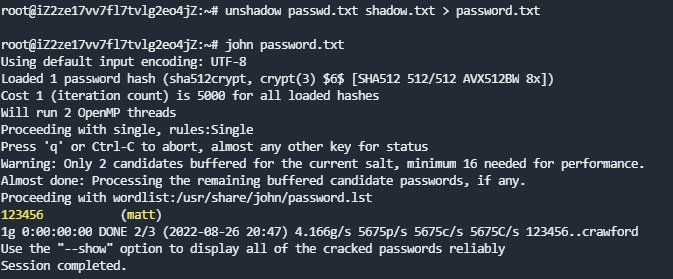 root@iZ2ze17vv7fl7tvlg2eo4jZ:~# unshadow passwd.txt shadow.txt > password.txt
root@iZ2ze17vv7fl7tvlg2eo4jZ:~# john password.txt
Using default input encoding: UTF-8
Loaded 1 password hash (sha512crypt, crypt(3) $6$ [SHA512 512/512 AVX512BW 8x])
Cost 1 (iteration count) is 5000 for all loaded hashes
Will run 2 OpenMP threads
Proceeding with single, rules:Single
Press 'q' or Ctrl-C to abort, almost any other key for status
Warning: Only 2 candidates buffered for the current salt, minimum 16 needed for performance.
Almost done: Processing the remaining buffered candidate passwords, if any.
Proceeding with wordlist:/usr/share/john/password.lst
123456           (matt)
1g 0:00:00:00 DONE 2/3 (2022-08-26 20:47) 4.166g/s 5675p/s 5675c/s 5675C/s 123456..crawford
Use the "--show" option to display all of the cracked passwords reliably
Session completed.